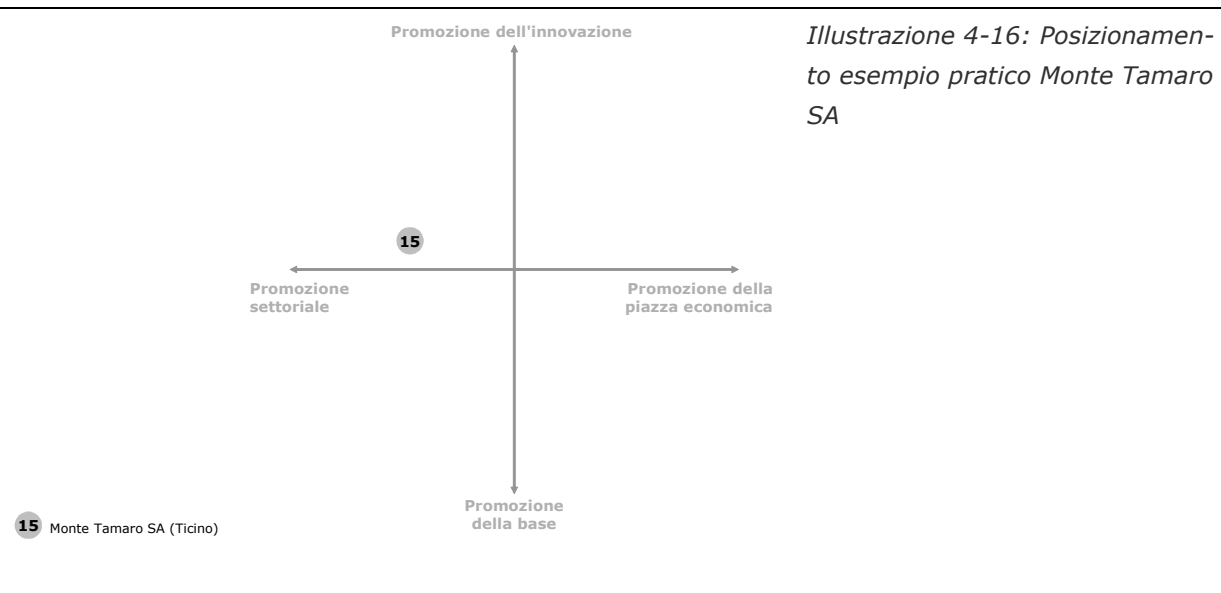 Promozione dell'innovazione
Illustrazione 4-16: Posizionamen-
to esempio pratico Monte Tamaro
SA
15
Promozione
settoriale
Promozione della
piazza economica
Promozione
della base
15 Monte Tamaro SA (Ticino)